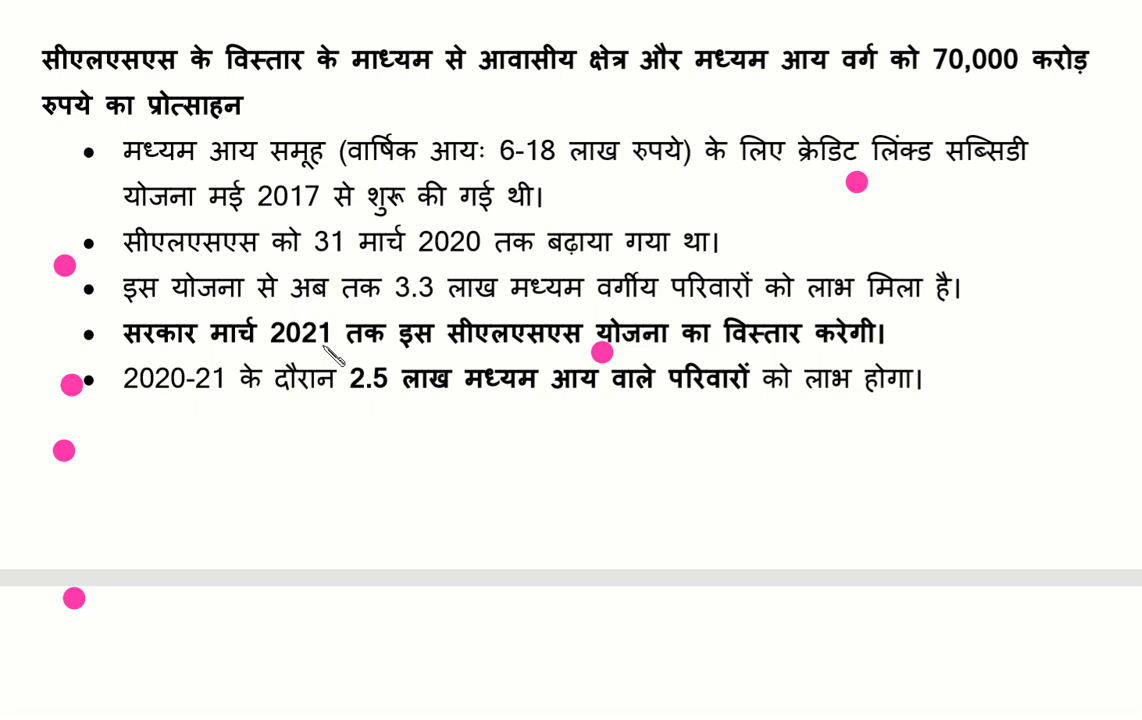 सीएलएसएस के विस्तार के माध्यम से आवासीय क्षेत्र और मध्यम आय वर्ग को 70,000 करोड़
रुपये का प्रोत्साहन
• मध्यम आय समूह (वार्षिक आयः 6-18 लाख रुपये) के लिए क्रेडिट लिंक्ड सब्सिडी
योजना मई 2017 से शुरू की गई थी।
• सीएलएसएस को 31 मार्च 2020 तक बढ़ाया गया था।
• इस योजना से अब तक 3.3 लाख मध्यम वर्गीय परिवारों को लाभ मिला है।
• सरकार मार्च 2021 तक इस सीएलएसएस योजना का विस्तार करेगी।
• 2020-21 के दौरान 2.5 लाख मध्यम आय वाले परिवारों को लाभ होगा।